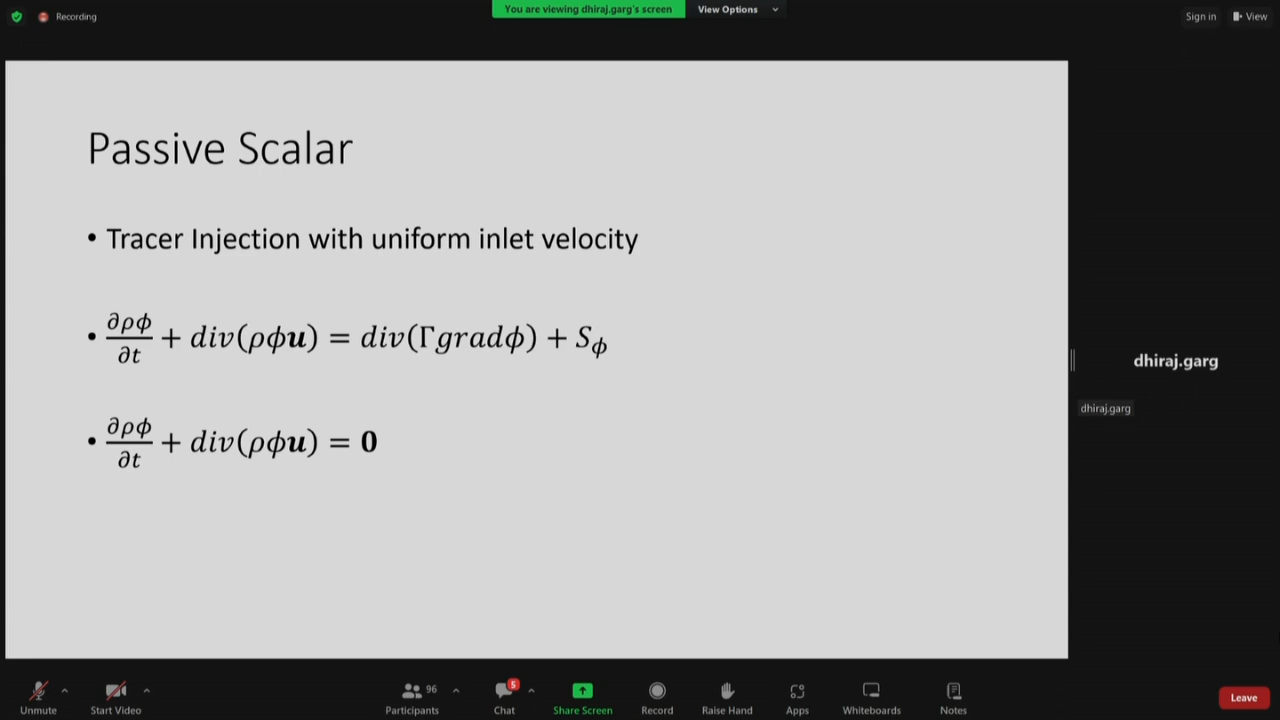 Recording
You are viewing dhiraj.garg's screen
View Options
Sign in
View
Passive Scalar
• Tracer Injection with uniform inlet velocity
• ∂ρϕ/∂t + div(ρϕu) = div(Γgradϕ) + Sϕ
• ∂ρϕ/∂t + div(ρϕu) = 0
dhiraj.garg
dhiraj.garg
Unmute
Start Video
Participants 96
Chat 5
Share Screen
Record
Raise Hand
Apps
Whiteboards
Notes
Leave